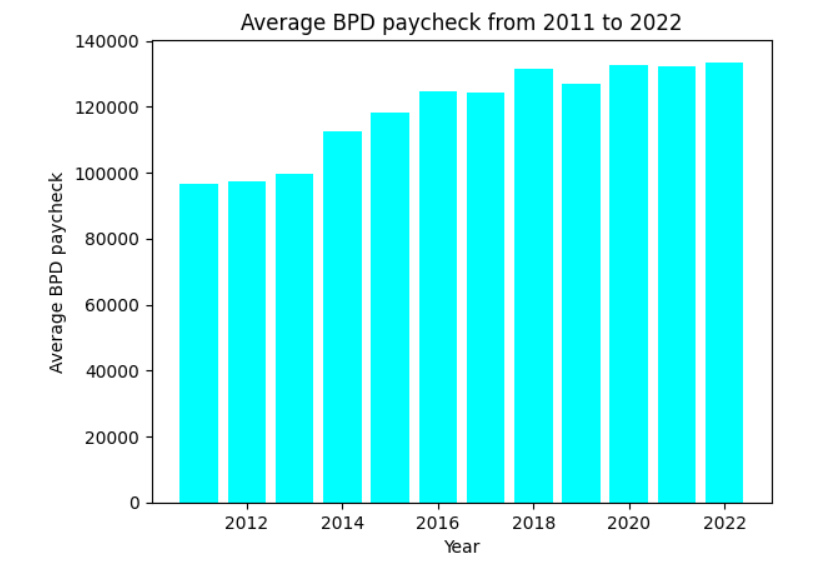 Average BPD paycheck from 2011 to 2022
140000
120000
100000
80000
60000
40000
20000
0
Average BPD paycheck
2012 2014 2016 2018 2020 2022
Year